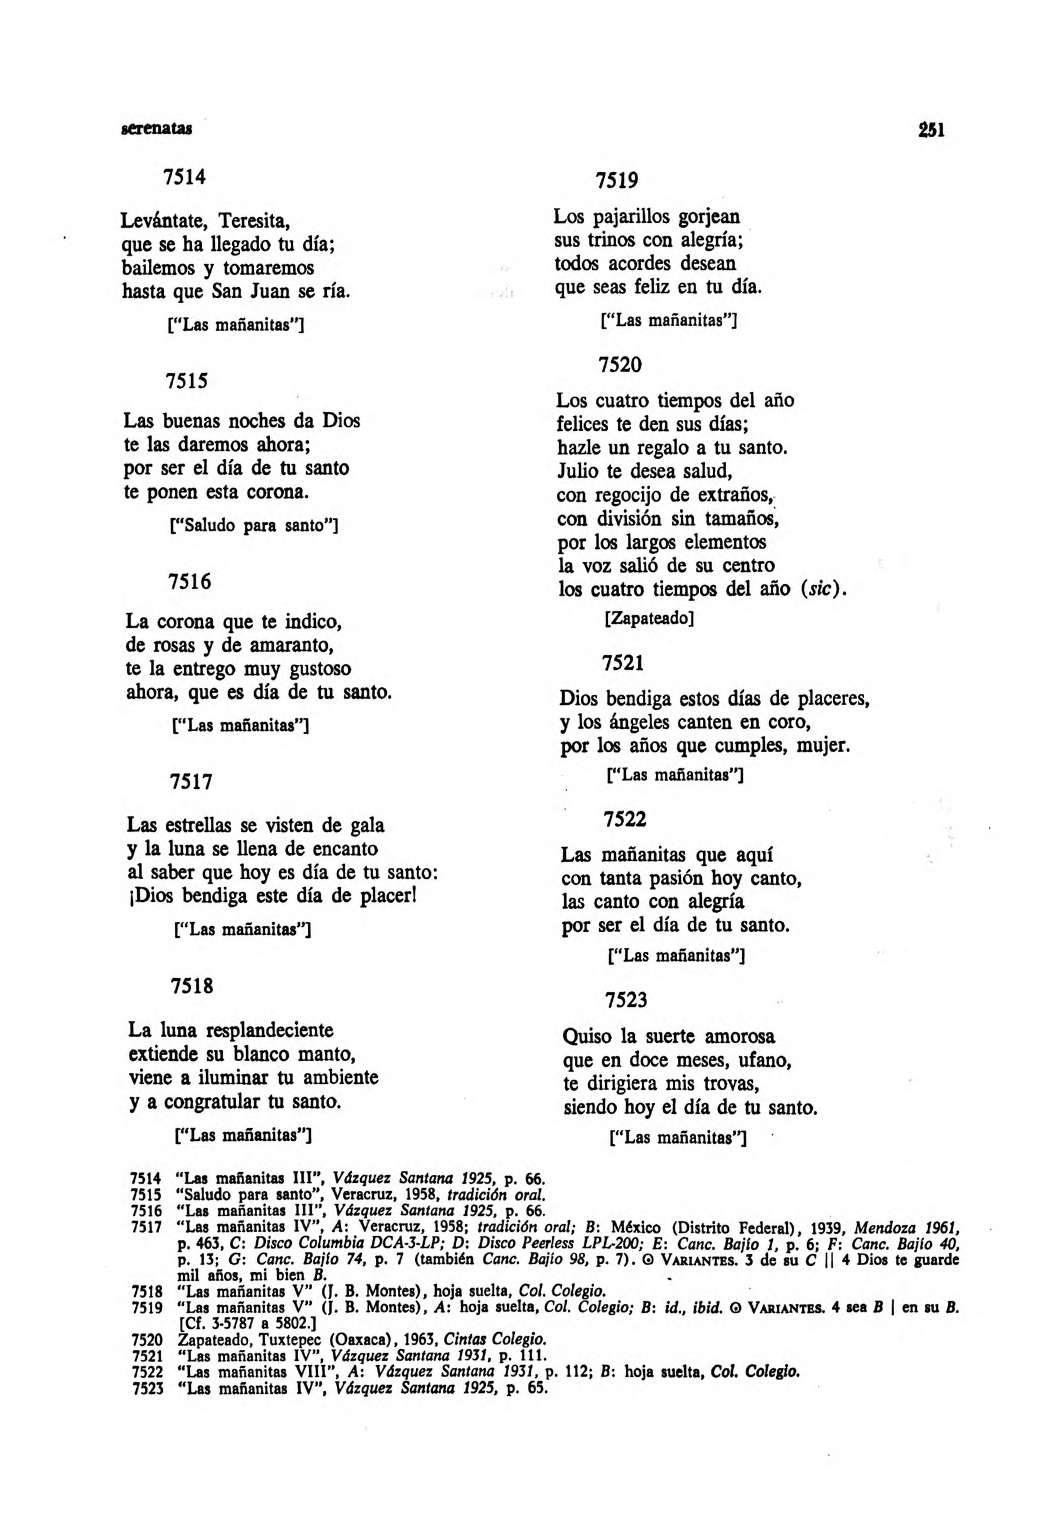 serenatas 251
7514
Levántate, Teresita,
que se ha llegado tu día;
bailemos y tomaremos
hasta que San Juan se ría.
["Las mañanitas"]
7515
Las buenas noches da Dios
te las daremos ahora;
por ser el día de tu santo
te ponen esta corona.
["Saludo para santo"]
7516
La corona que te indico,
de rosas y de amaranto,
te la entrego muy gustoso
ahora, que es día de tu santo.
["Las mañanitas"]
7517
Las estrellas se visten de gala
y la luna se llena de encanto
al saber que hoy es día de tu santo:
¡Dios bendiga este día de placer!
["Las mañanitas"]
7518
La luna resplandeciente
extiende su blanco manto,
viene a iluminar tu ambiente
y a congratular tu santo.
["Las mañanitas"]
7519
Los pajarillos gorjean
sus trinos con alegría;
todos acordes desean
que seas feliz en tu día.
["Las mañanitas"]
7520
Los cuatro tiempos del año
felices te den sus días;
hazle un regalo a tu santo.
Julio te desea salud,
con regocijo de extraños,
con división sin tamaños,
por los largos elementos
la voz salió de su centro
los cuatro tiempos del año (sic).
[Zapateado]
7521
Dios bendiga estos días de placeres,
y los ángeles canten en coro,
por los años que cumples, mujer.
["Las mañanitas"]
7522
Las mañanitas que aquí
con tanta pasión hoy canto,
las canto con alegría
por ser el día de tu santo.
["Las mañanitas"]
7523
Quiso la suerte amorosa
que en doce meses, ufano,
te dirigiera mis trovas,
siendo hoy el día de tu santo.
["Las mañanitas"]
7514 "Las mañanitas III", Vázquez Santana 1925, p. 66.
7515 "Saludo para santo", Veracruz, 1958, tradición oral.
7516 "Las mañanitas III", Vázquez Santana 1925, p. 66.
7517 "Las mañanitas IV", A: Veracruz, 1958; tradición oral; B: México (Distrito Federal), 1939, Mendoza 1961,
p. 463, C: Disco Columbia DCA-3-LP; D: Disco Peerless LPL-200; E: Canc. Bajío 1, p. 6; F: Canc. Bajío 40,
p. 13; G: Canc. Bajío 74, p. 7 (también Canc. Bajío 98, p. 7). ⊙ VARIANTES. 3 de su C || 4 Dios te guarde
mil años, mi bien B.
7518 "Las mañanitas V" (J. B. Montes), hoja suelta, Col. Colegio.
7519 "Las mañanitas V" (J. B. Montes), A: hoja suelta, Col. Colegio; B: id., ibid. ⊙ VARIANTES. 4 sea B | en su B.
[Cf. 3-5787 a 5802.]
7520 Zapateado, Tuxtepec (Oaxaca), 1963, Cintas Colegio.
7521 "Las mañanitas IV", Vázquez Santana 1931, p. 111.
7522 "Las mañanitas VIII", A: Vázquez Santana 1931, p. 112; B: hoja suelta, Col. Colegio.
7523 "Las mañanitas IV", Vázquez Santana 1925, p. 65.